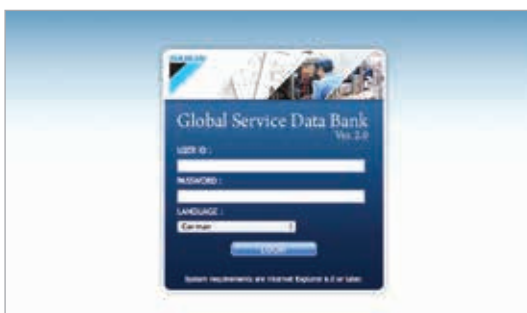 DAIKIN
Global Service Data Bank
Ver. 2.0
USER ID :
PASSWORD :
LANGUAGE :
German
LOGIN
System requirements are Internet Explorer 6.0 or later.